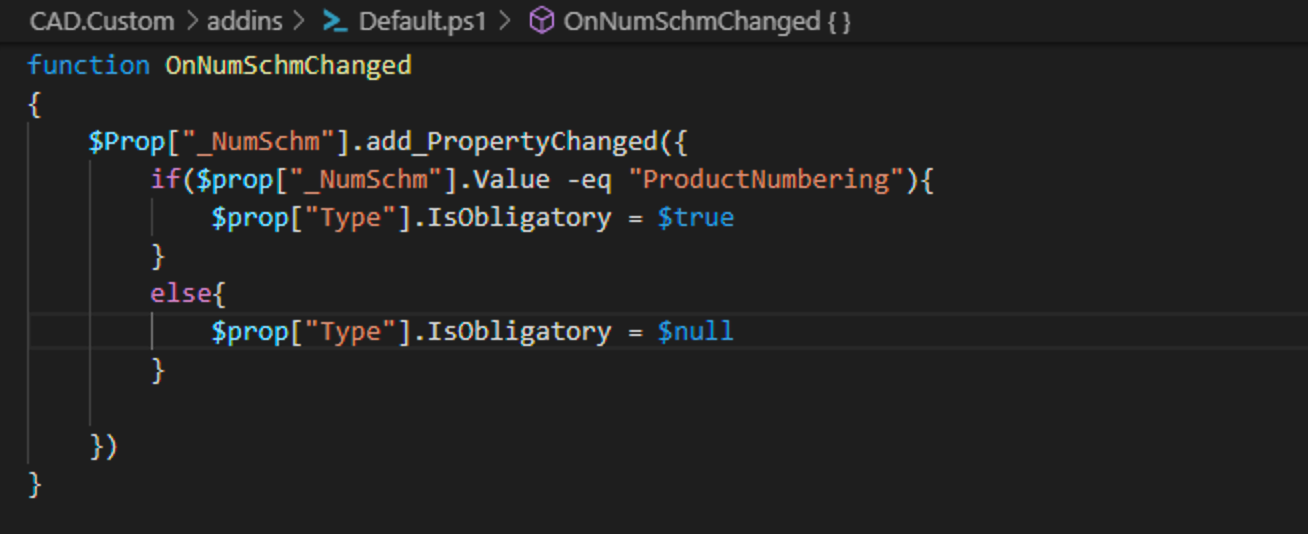 CAD.Custom > addins > Default.ps1 > OnNumSchmChanged { }
function OnNumSchmChanged
{
    $Prop["_NumSchm"].add_PropertyChanged({
        if($prop["_NumSchm"].Value -eq "ProductNumbering"){
            $prop["Type"].IsObligatory = $true
        }
        else{
            $prop["Type"].IsObligatory = $null
        }
    })
}